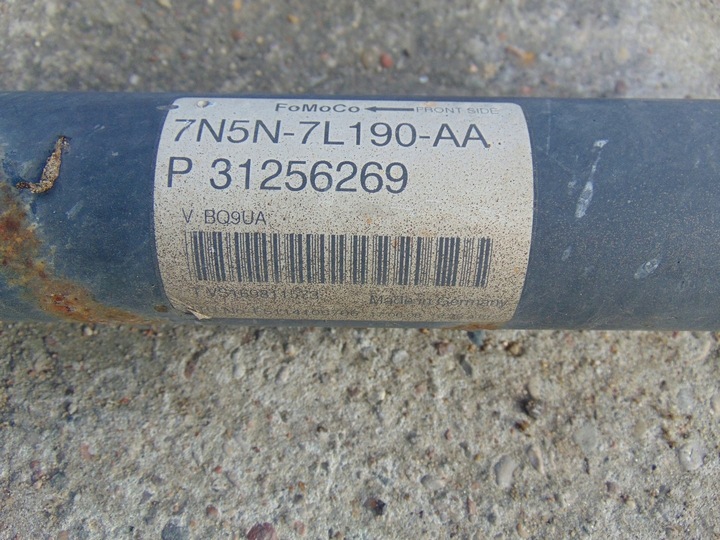 FoMoCo FRONT SIDE
7N5N-7L190-AA
P 31256269
V BQ9UA
Made in Germany